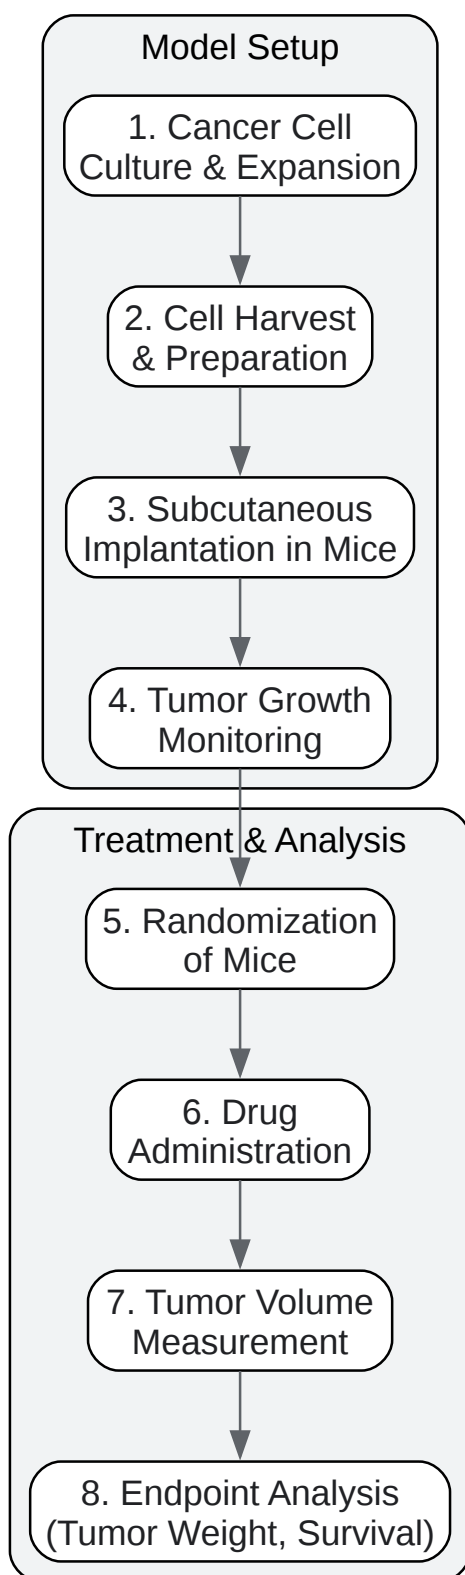 Model Setup
1. Cancer Cell
Culture & Expansion
2. Cell Harvest
& Preparation
3. Subcutaneous
Implantation in Mice
4. Tumor Growth
Monitoring
Treatment & Analysis
5. Randomization
of Mice
6. Drug
Administration
7. Tumor Volume
Measurement
8. Endpoint Analysis
(Tumor Weight, Survival)